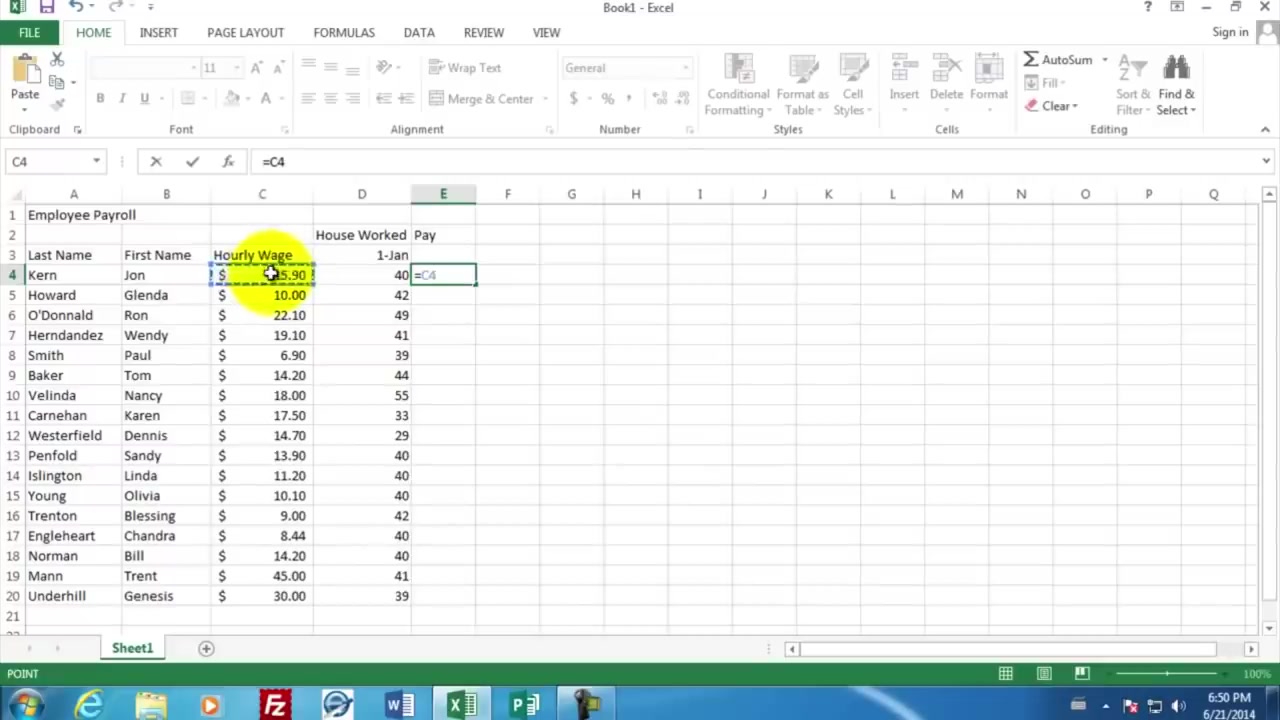 Book1 - Excel
?
FILE HOME INSERT PAGE LAYOUT FORMULAS DATA REVIEW VIEW Sign in
Paste 11 A A B I U A Wrap Text Merge & Center General $ % , Conditional Formatting Format as Table Cell Styles Insert Delete Format AutoSum Fill Clear Sort & Filter Find & Select
Clipboard Font Alignment Number Styles Cells Editing
C4 fx =C4
A B C D E F G H I J K L M N O P Q
1 Employee Payroll
2 House Worked Pay
3 Last Name First Name Hourly Wage 1-Jan
4 Kern Jon $ 5.90 40 =C4
5 Howard Glenda $ 10.00 42
6 O'Donnald Ron $ 22.10 49
7 Herndandez Wendy $ 19.10 41
8 Smith Paul $ 6.90 39
9 Baker Tom $ 14.20 44
10 Velinda Nancy $ 18.00 55
11 Carnehan Karen $ 17.50 33
12 Westerfield Dennis $ 14.70 29
13 Penfold Sandy $ 13.90 40
14 Islington Linda $ 11.20 40
15 Young Olivia $ 10.10 40
16 Trenton Blessing $ 9.00 42
17 Engleheart Chandra $ 8.44 40
18 Norman Bill $ 14.20 40
19 Mann Trent $ 45.00 41
20 Underhill Genesis $ 30.00 39
21
Sheet1
POINT 100%
6:50 PM
6/21/2014